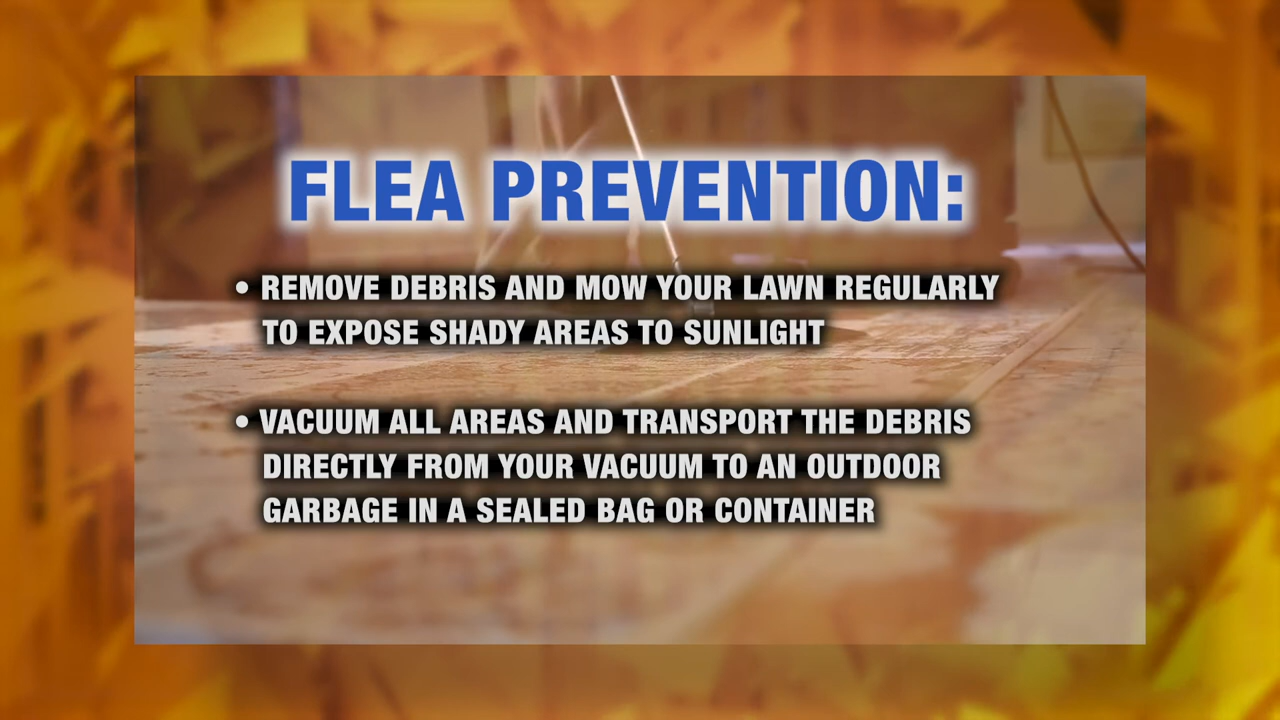 FLEA PREVENTION:
• REMOVE DEBRIS AND MOW YOUR LAWN REGULARLY
TO EXPOSE SHADY AREAS TO SUNLIGHT
• VACUUM ALL AREAS AND TRANSPORT THE DEBRIS
DIRECTLY FROM YOUR VACUUM TO AN OUTDOOR
GARBAGE IN A SEALED BAG OR CONTAINER